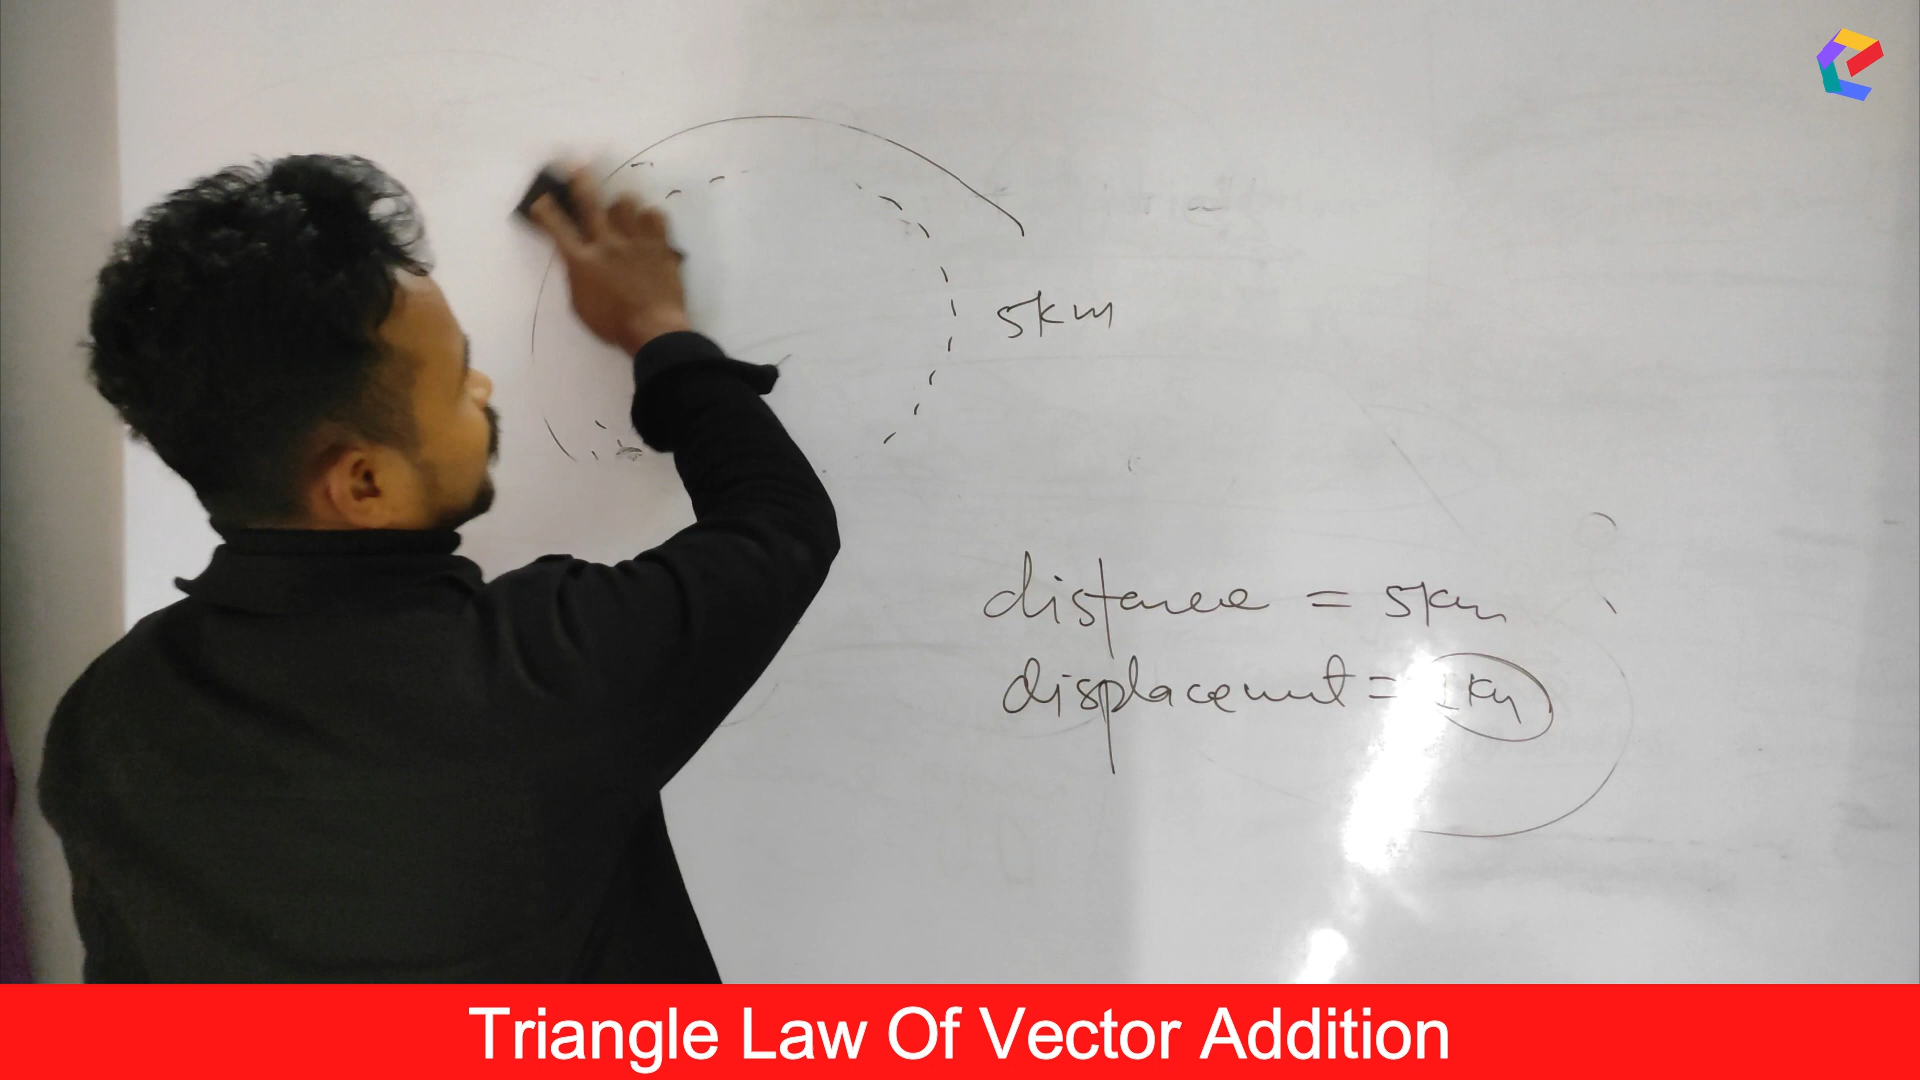 5km
distance = 5km
displacement = 1km
Triangle Law Of Vector Addition